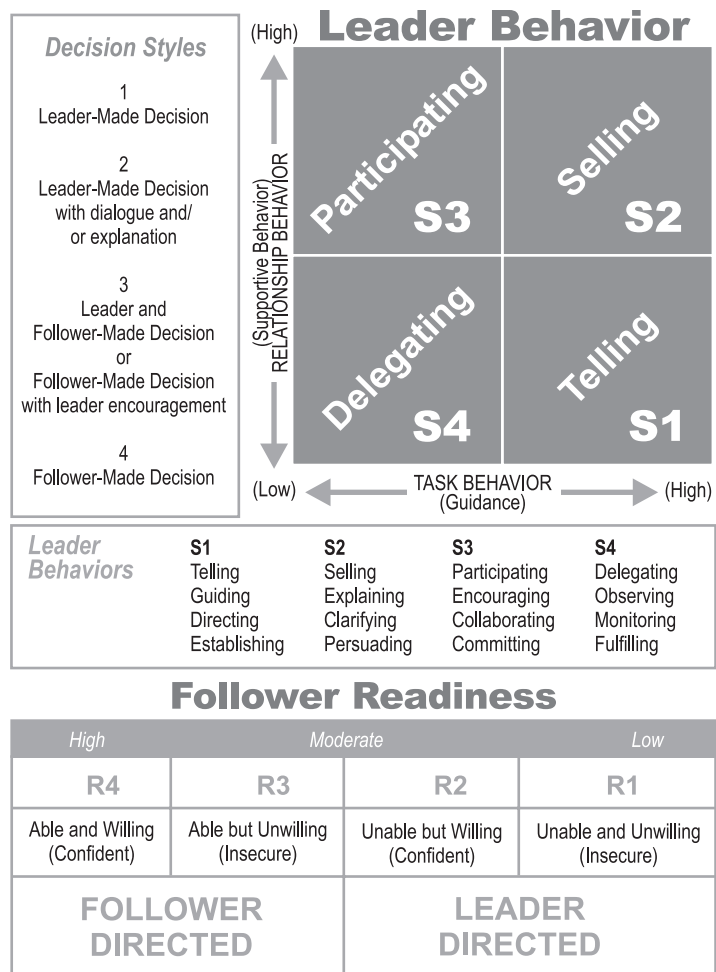 Leader Behavior
Decision Styles
1
Leader-Made Decision
2
Leader-Made Decision
with dialogue and/
or explanation
3
Leader and
Follower-Made Decision
or
Follower-Made Decision
with leader encouragement
4
Follower-Made Decision
(High)
(Supportive Behavior)
RELATIONSHIP BEHAVIOR
(Low)
Participating
S3
Selling
S2
Delegating
S4
Telling
S1
TASK BEHAVIOR
(Guidance)
(High)
Leader
Behaviors
S1
Telling
Guiding
Directing
Establishing
S2
Selling
Explaining
Clarifying
Persuading
S3
Participating
Encouraging
Collaborating
Committing
S4
Delegating
Observing
Monitoring
Fulfilling
Follower Readiness
High Moderate Low
R4 R3 R2 R1
Able and Willing
(Confident)
Able but Unwilling
(Insecure)
Unable but Willing
(Confident)
Unable and Unwilling
(Insecure)
FOLLOWER
DIRECTED
LEADER
DIRECTED